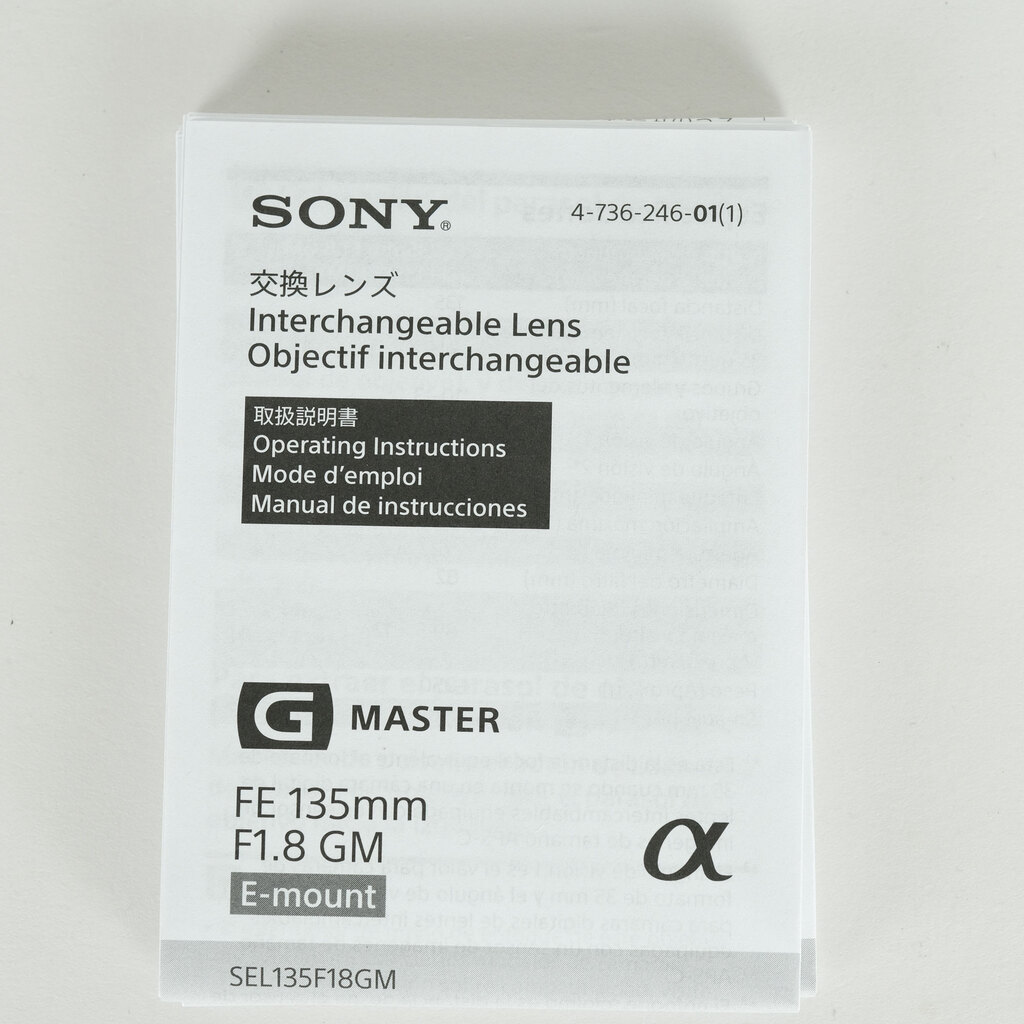 SONY®
4-736-246-01(1)
交換レンズ
Interchangeable Lens
Objectif interchangeable
取扱説明書
Operating Instructions
Mode d'emploi
Manual de instrucciones
G MASTER
FE 135mm
F1.8 GM
α
E-mount
SEL135F18GM